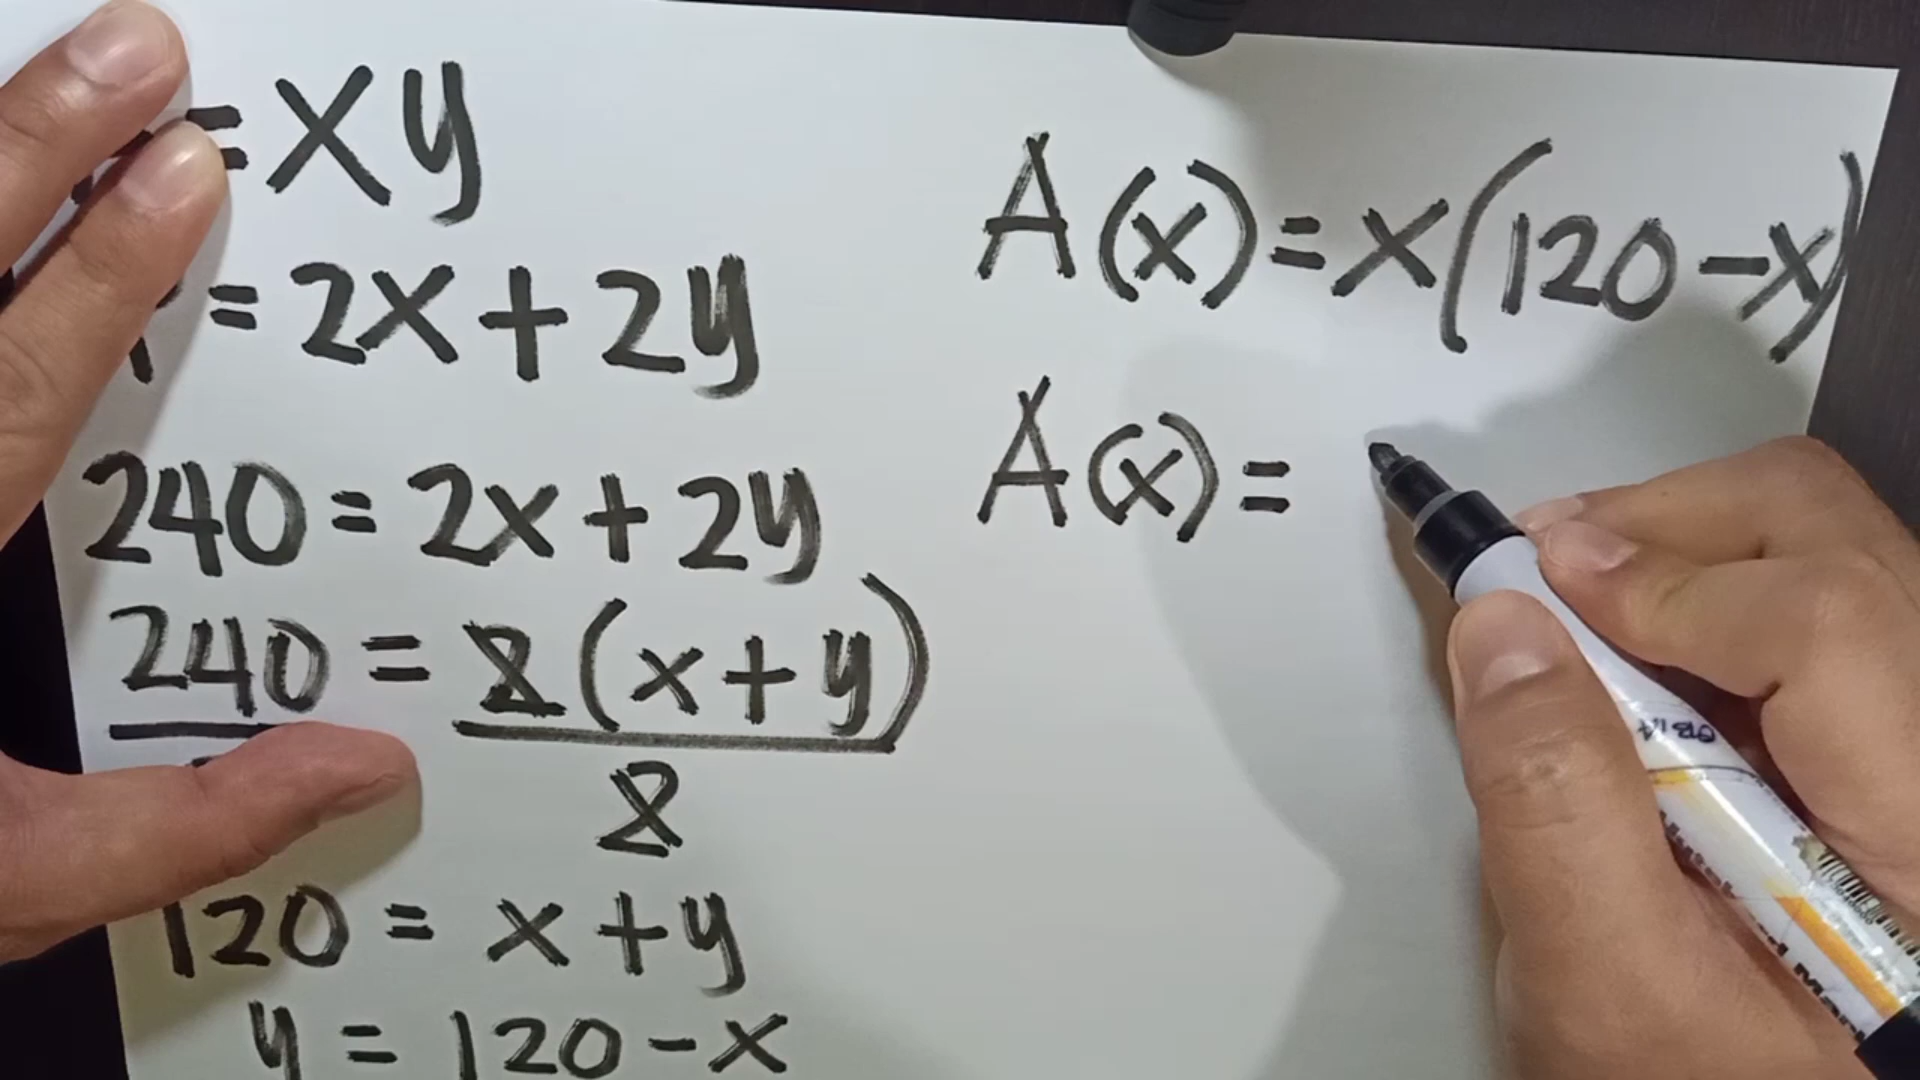 = xy
P = 2x + 2y
240 = 2x + 2y
240 = 2(x + y)
2
120 = x + y
y = 120 - x
A(x) = x(120 - x)
A(x) =